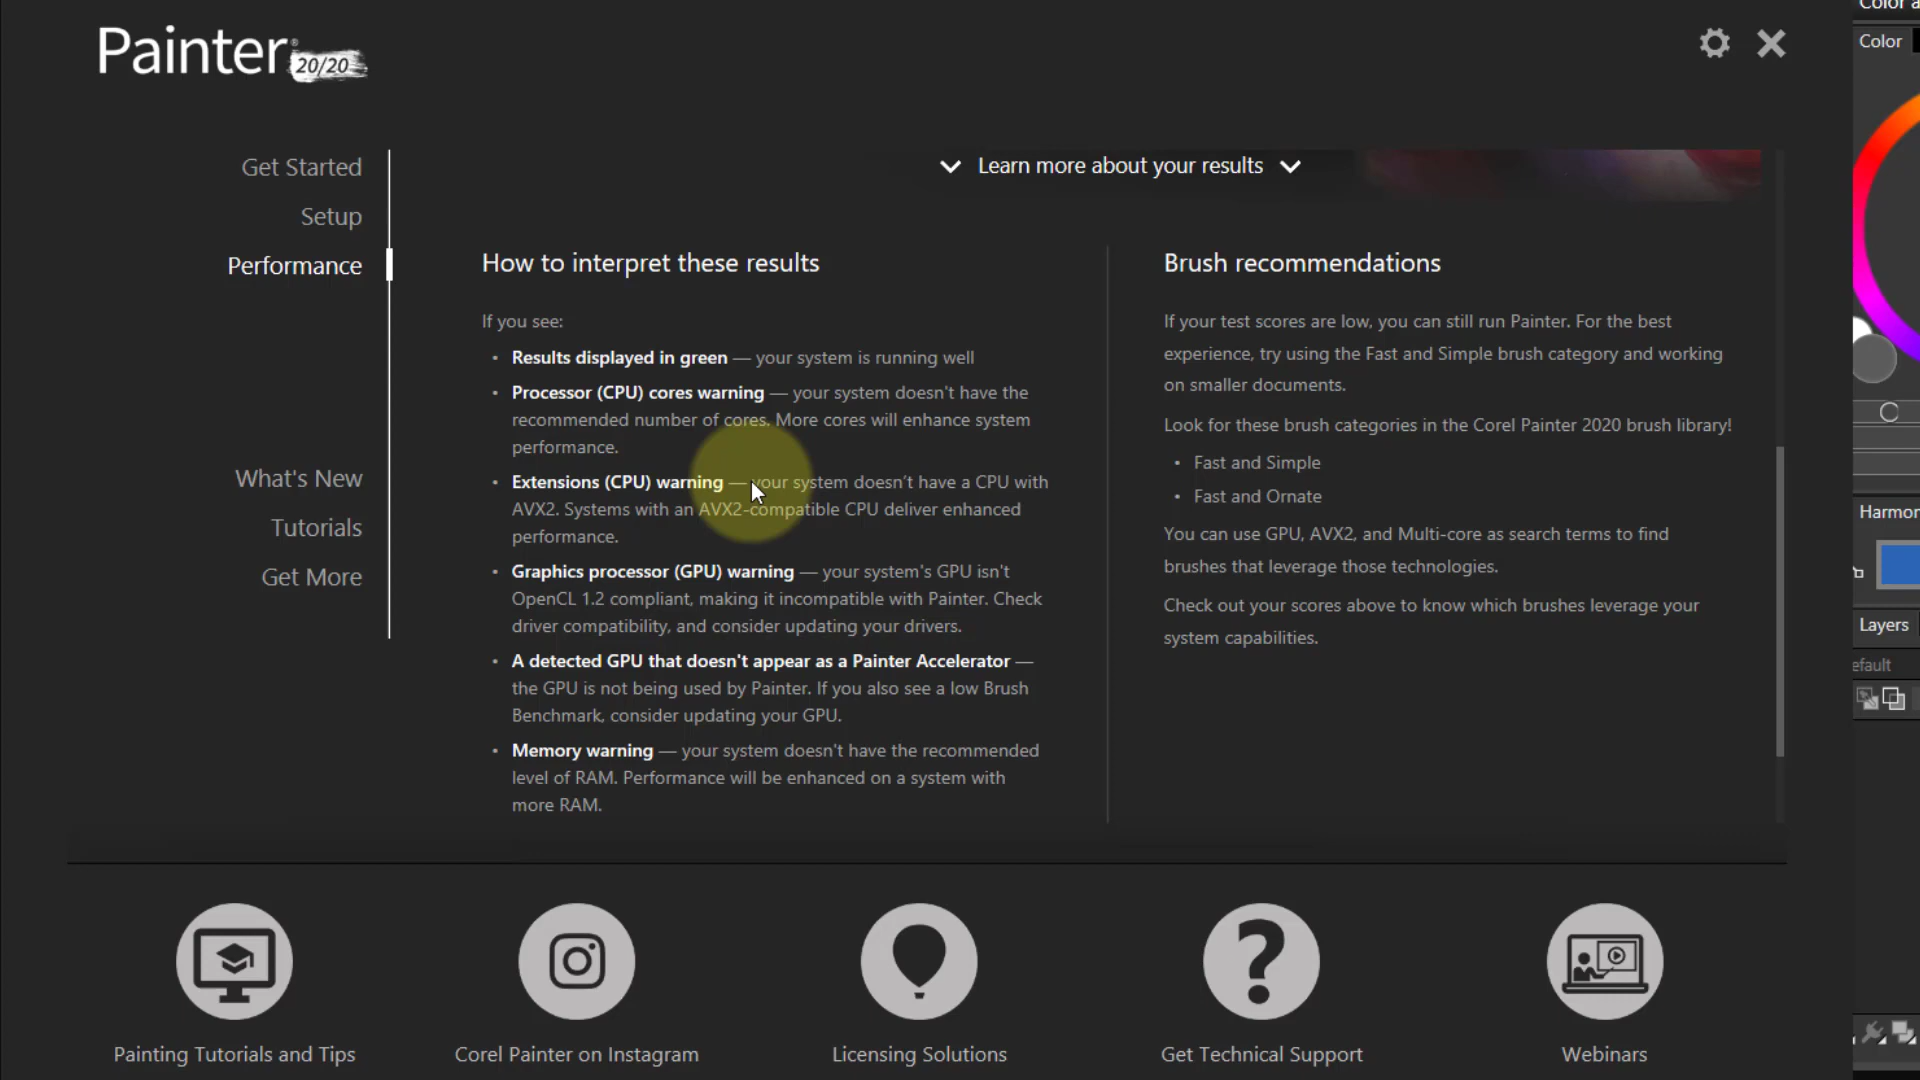 Painter® 20/20
Color
Get Started
Setup
Performance
What's New
Tutorials
Get More
Learn more about your results
How to interpret these results
If you see:
• Results displayed in green — your system is running well
• Processor (CPU) cores warning — your system doesn't have the
recommended number of cores. More cores will enhance system
performance.
• Extensions (CPU) warning — your system doesn't have a CPU with
AVX2. Systems with an AVX2-compatible CPU deliver enhanced
performance.
• Graphics processor (GPU) warning — your system's GPU isn't
OpenCL 1.2 compliant, making it incompatible with Painter. Check
driver compatibility, and consider updating your drivers.
• A detected GPU that doesn't appear as a Painter Accelerator —
the GPU is not being used by Painter. If you also see a low Brush
Benchmark, consider updating your GPU.
• Memory warning — your system doesn't have the recommended
level of RAM. Performance will be enhanced on a system with
more RAM.
Brush recommendations
If your test scores are low, you can still run Painter. For the best
experience, try using the Fast and Simple brush category and working
on smaller documents.
Look for these brush categories in the Corel Painter 2020 brush library!
• Fast and Simple
• Fast and Ornate
You can use GPU, AVX2, and Multi-core as search terms to find
brushes that leverage those technologies.
Check out your scores above to know which brushes leverage your
system capabilities.
Color a
Harmon
Layers
efault
Painting Tutorials and Tips
Corel Painter on Instagram
Licensing Solutions
Get Technical Support
Webinars